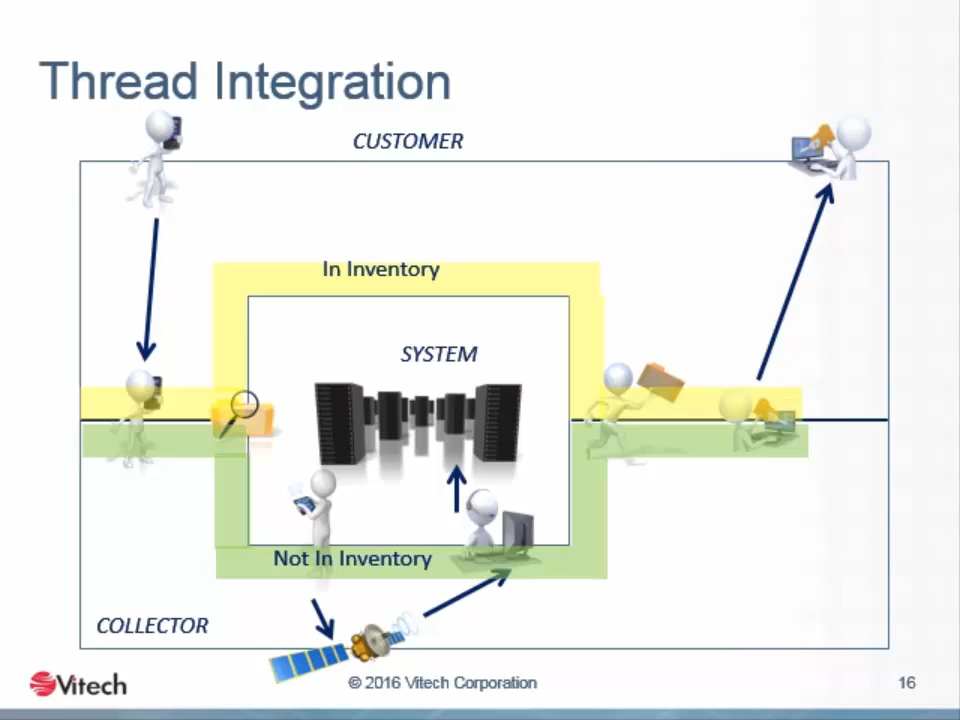 Thread Integration
CUSTOMER
In Inventory
SYSTEM
Not In Inventory
COLLECTOR
Vitech
© 2016 Vitech Corporation
16